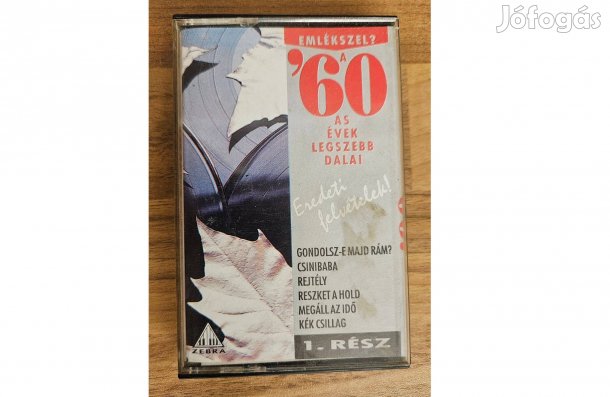 Jófogás
EMLÉKSZEL?
A
'60
AS
ÉVEK
LEGSZEBB
DALAI
Eredeti
felvételek!
GONDOLSZ-E MAJD RÁM?
CSINIBABA
REJTÉLY
RESZKET A HOLD
MEGÁLL AZ IDŐ
KÉK CSILLAG
1. RÉSZ
ZEBRA